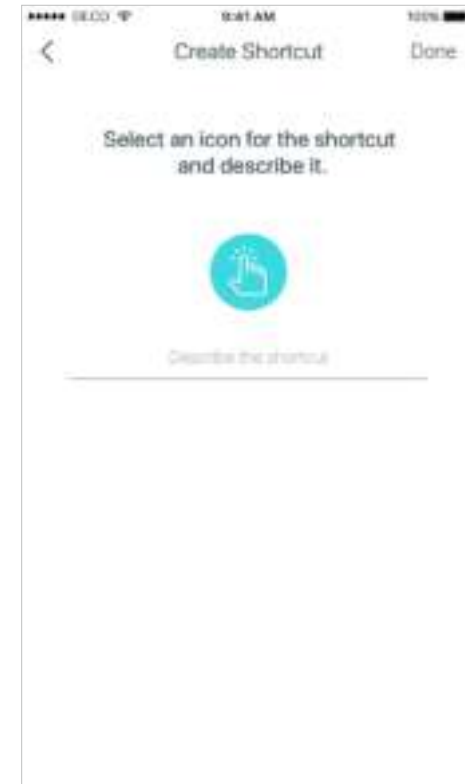 9:41 AM 100%
Create Shortcut Done
Select an icon for the shortcut
and describe it.
Describe the shortcut